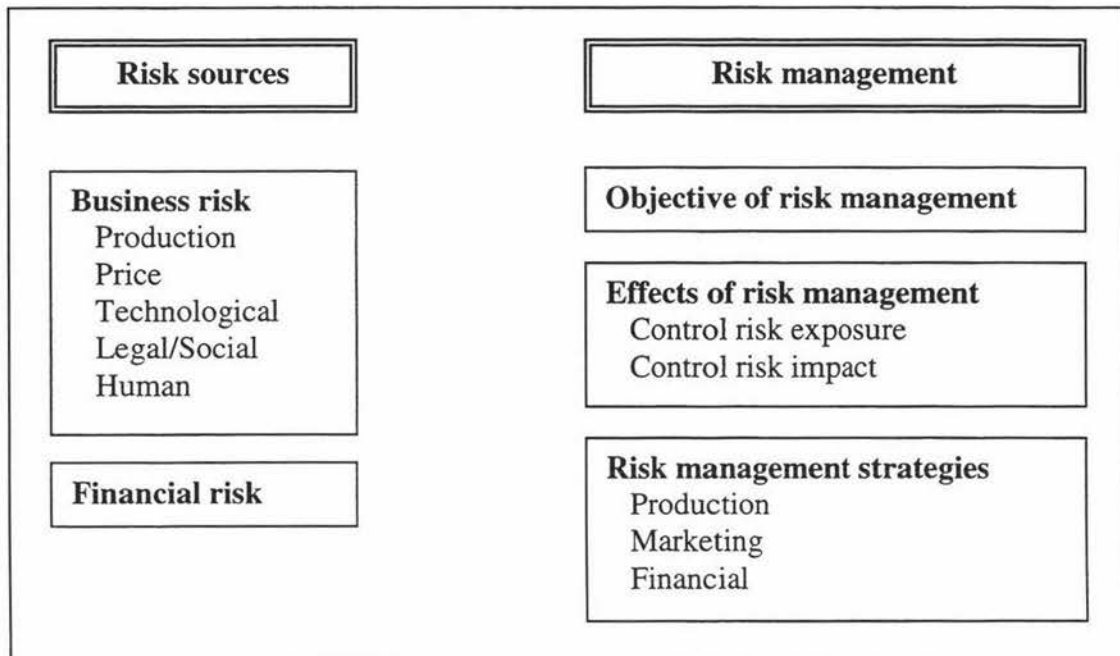 Risk sources
Business risk
Production
Price
Technological
Legal/Social
Human
Financial risk
Risk management
Objective of risk management
Effects of risk management
Control risk exposure
Control risk impact
Risk management strategies
Production
Marketing
Financial